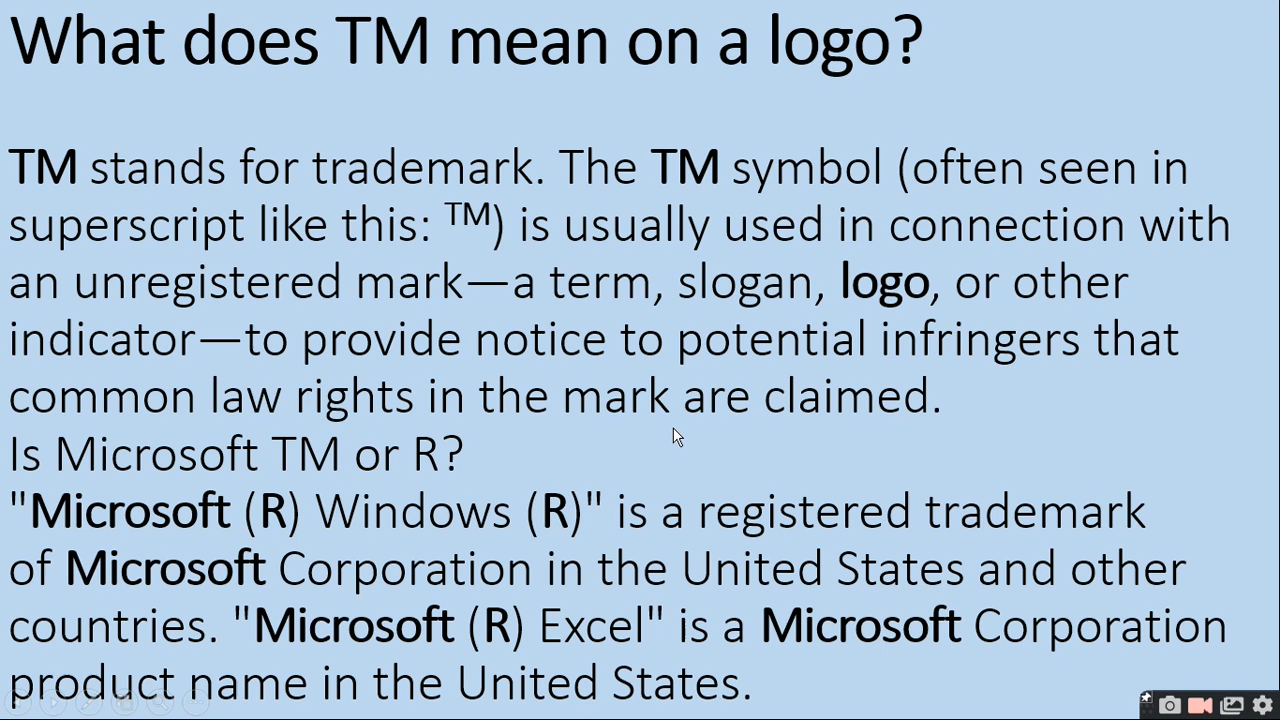 What does TM mean on a logo?
TM stands for trademark. The TM symbol (often seen in
superscript like this: ™) is usually used in connection with
an unregistered mark—a term, slogan, logo, or other
indicator—to provide notice to potential infringers that
common law rights in the mark are claimed.
Is Microsoft TM or R?
"Microsoft (R) Windows (R)" is a registered trademark
of Microsoft Corporation in the United States and other
countries. "Microsoft (R) Excel" is a Microsoft Corporation
product name in the United States.